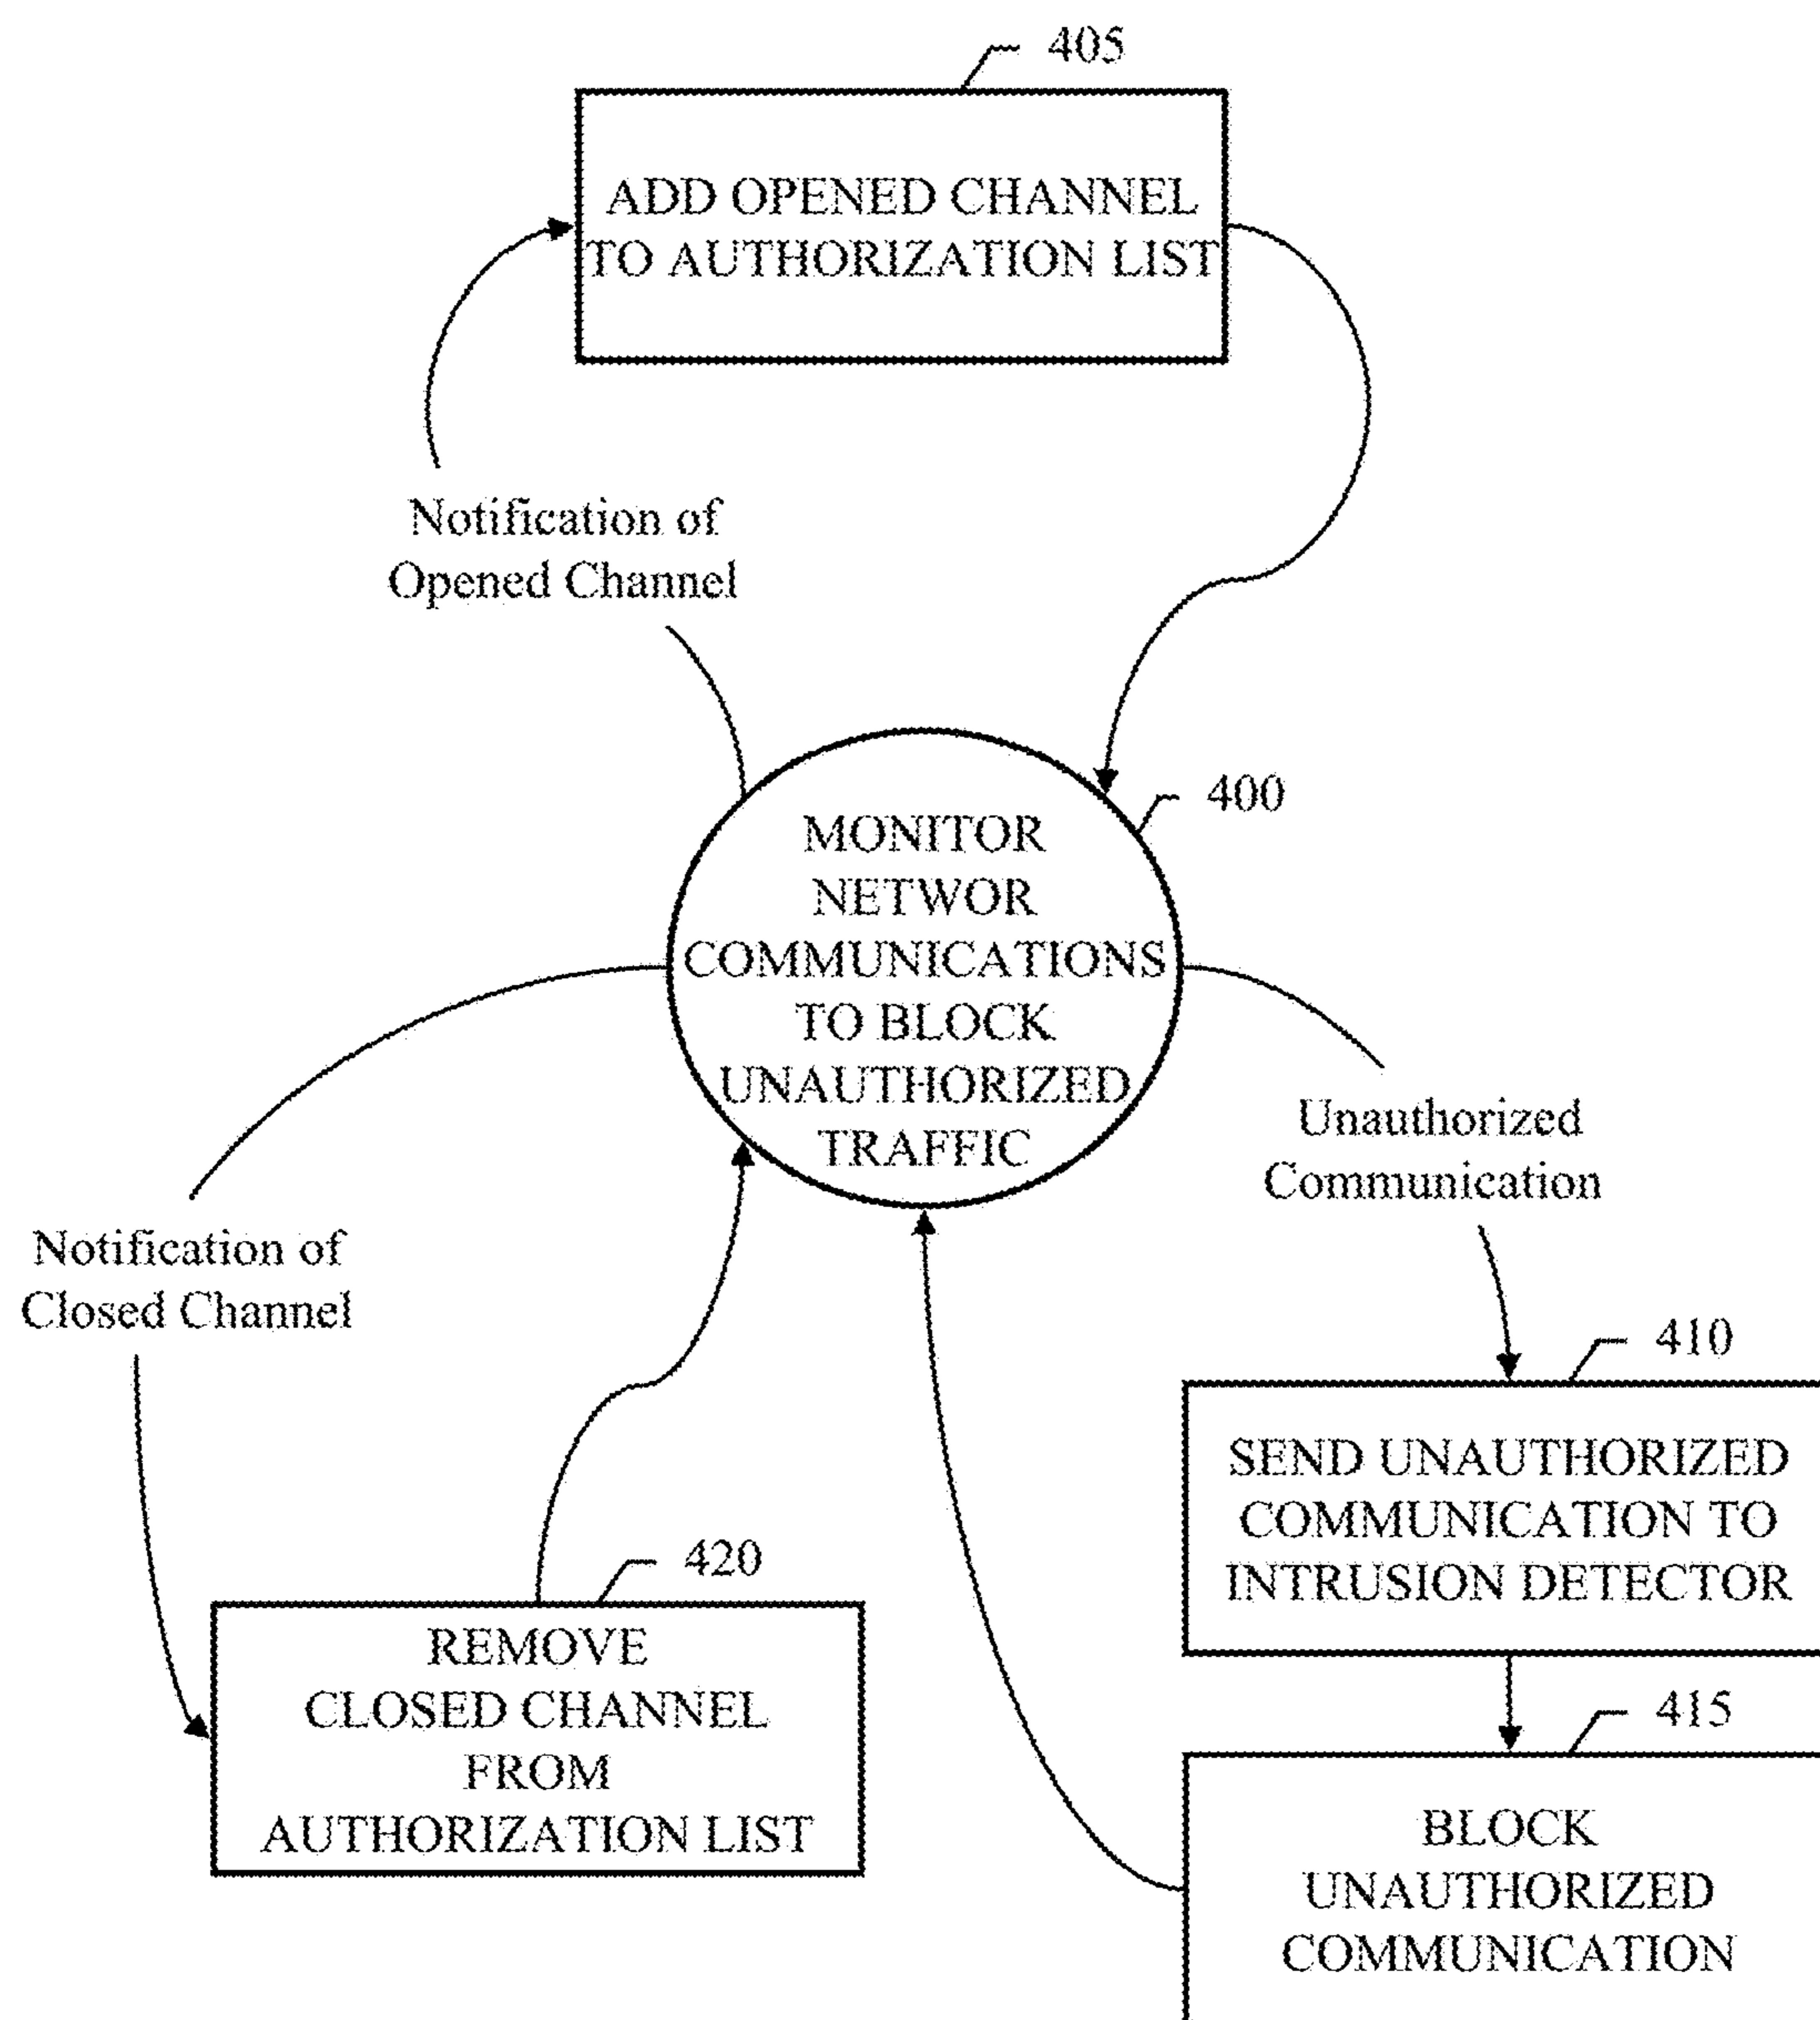 405
ADD OPENED CHANNEL
TO AUTHORIZATION LIST
Notification of
Opened Channel
400
MONITOR
NETWOR
COMMUNICATIONS
TO BLOCK
UNAUTHORIZED
TRAFFIC
Unauthorized
Communication
Notification of
Closed Channel
410
SEND UNAUTHORIZED
COMMUNICATION TO
INTRUSION DETECTOR
420
REMOVE
CLOSED CHANNEL
FROM
AUTHORIZATION LIST
415
BLOCK
UNAUTHORIZED
COMMUNICATION